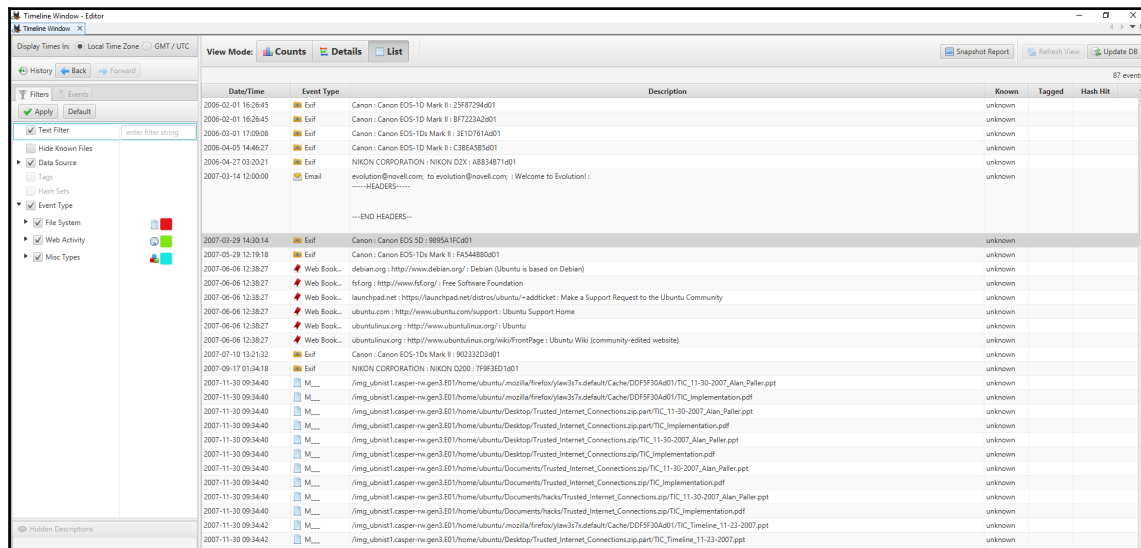 Timeline Window - Editor
Timeline Window
Display Times In: Local Time Zone GMT / UTC
History Back Forward
View Mode: Counts Details List
Snapshot Report Refresh View Update DB
87 events
Filters Events
Apply Default
Text Filter enter filter string
Hide Known Files
Data Source
Tags
Hash Sets
Event Type
File System
Web Activity
Misc Types
Hidden Descriptions
Date/Time Event Type Description Known Tagged Hash Hit
2006-02-01 16:26:45 Exif Canon : Canon EOS-1D Mark II : 25F87294d01 unknown
2006-02-01 16:26:45 Exif Canon : Canon EOS-1D Mark II : BF7223A2d01 unknown
2006-03-01 17:09:08 Exif Canon : Canon EOS-1Ds Mark II : 3E1D761Ad01 unknown
2006-04-05 14:46:27 Exif Canon : Canon EOS-1D Mark II : C3BEA5B5d01 unknown
2006-04-27 03:20:21 Exif NIKON CORPORATION : NIKON D2X : ABB34B71d01 unknown
2007-03-14 12:00:00 Email evolution@novell.com; to evolution@novell.com; : Welcome to Evolution! : unknown
-----HEADERS-----
---END HEADERS--
2007-03-29 14:30:14 Exif Canon : Canon EOS 5D : 9895A1FCd01 unknown
2007-05-29 12:19:18 Exif Canon : Canon EOS-1Ds Mark II : FA544B80d01 unknown
2007-06-06 12:38:27 Web Book... debian.org : http://www.debian.org/ : Debian (Ubuntu is based on Debian) unknown
2007-06-06 12:38:27 Web Book... fsf.org : http://www.fsf.org/ : Free Software Foundation unknown
2007-06-06 12:38:27 Web Book... launchpad.net : https://launchpad.net/distros/ubuntu/+addticket : Make a Support Request to the Ubuntu Community unknown
2007-06-06 12:38:27 Web Book... ubuntu.com : http://www.ubuntu.com/support : Ubuntu Support Home unknown
2007-06-06 12:38:27 Web Book... ubuntulinux.org : http://www.ubuntulinux.org/ : Ubuntu unknown
2007-06-06 12:38:27 Web Book... ubuntulinux.org : http://www.ubuntulinux.org/wiki/FrontPage : Ubuntu Wiki (community-edited website) unknown
2007-07-10 13:21:32 Exif Canon : Canon EOS-1Ds Mark II : 902332D3d01 unknown
2007-09-17 01:34:18 Exif NIKON CORPORATION : NIKON D200 : 7F9F3ED1d01 unknown
2007-11-30 09:34:40 M___ /img_ubnist1.casper-rw.gen3.E01/home/ubuntu/.mozilla/firefox/ylaw3s7x.default/Cache/DDF5F30Ad01/TIC_11-30-2007_Alan_Paller.ppt unknown
2007-11-30 09:34:40 M___ /img_ubnist1.casper-rw.gen3.E01/home/ubuntu/.mozilla/firefox/ylaw3s7x.default/Cache/DDF5F30Ad01/TIC_Implementation.pdf unknown
2007-11-30 09:34:40 M___ /img_ubnist1.casper-rw.gen3.E01/home/ubuntu/Desktop/Trusted_Internet_Connections.zip.part/TIC_11-30-2007_Alan_Paller.ppt unknown
2007-11-30 09:34:40 M___ /img_ubnist1.casper-rw.gen3.E01/home/ubuntu/Desktop/Trusted_Internet_Connections.zip.part/TIC_Implementation.pdf unknown
2007-11-30 09:34:40 M___ /img_ubnist1.casper-rw.gen3.E01/home/ubuntu/Desktop/Trusted_Internet_Connections.zip/TIC_11-30-2007_Alan_Paller.ppt unknown
2007-11-30 09:34:40 M___ /img_ubnist1.casper-rw.gen3.E01/home/ubuntu/Desktop/Trusted_Internet_Connections.zip/TIC_Implementation.pdf unknown
2007-11-30 09:34:40 M___ /img_ubnist1.casper-rw.gen3.E01/home/ubuntu/Documents/Trusted_Internet_Connections.zip/TIC_11-30-2007_Alan_Paller.ppt unknown
2007-11-30 09:34:40 M___ /img_ubnist1.casper-rw.gen3.E01/home/ubuntu/Documents/Trusted_Internet_Connections.zip/TIC_Implementation.pdf unknown
2007-11-30 09:34:40 M___ /img_ubnist1.casper-rw.gen3.E01/home/ubuntu/Documents/hacks/Trusted_Internet_Connections.zip/TIC_11-30-2007_Alan_Paller.ppt unknown
2007-11-30 09:34:40 M___ /img_ubnist1.casper-rw.gen3.E01/home/ubuntu/Documents/hacks/Trusted_Internet_Connections.zip/TIC_Implementation.pdf unknown
2007-11-30 09:34:42 M___ /img_ubnist1.casper-rw.gen3.E01/home/ubuntu/.mozilla/firefox/ylaw3s7x.default/Cache/DDF5F30Ad01/TIC_Timeline_11-23-2007.ppt unknown
2007-11-30 09:34:42 M___ /img_ubnist1.casper-rw.gen3.E01/home/ubuntu/Desktop/Trusted_Internet_Connections.zip.part/TIC_Timeline_11-23-2007.ppt unknown